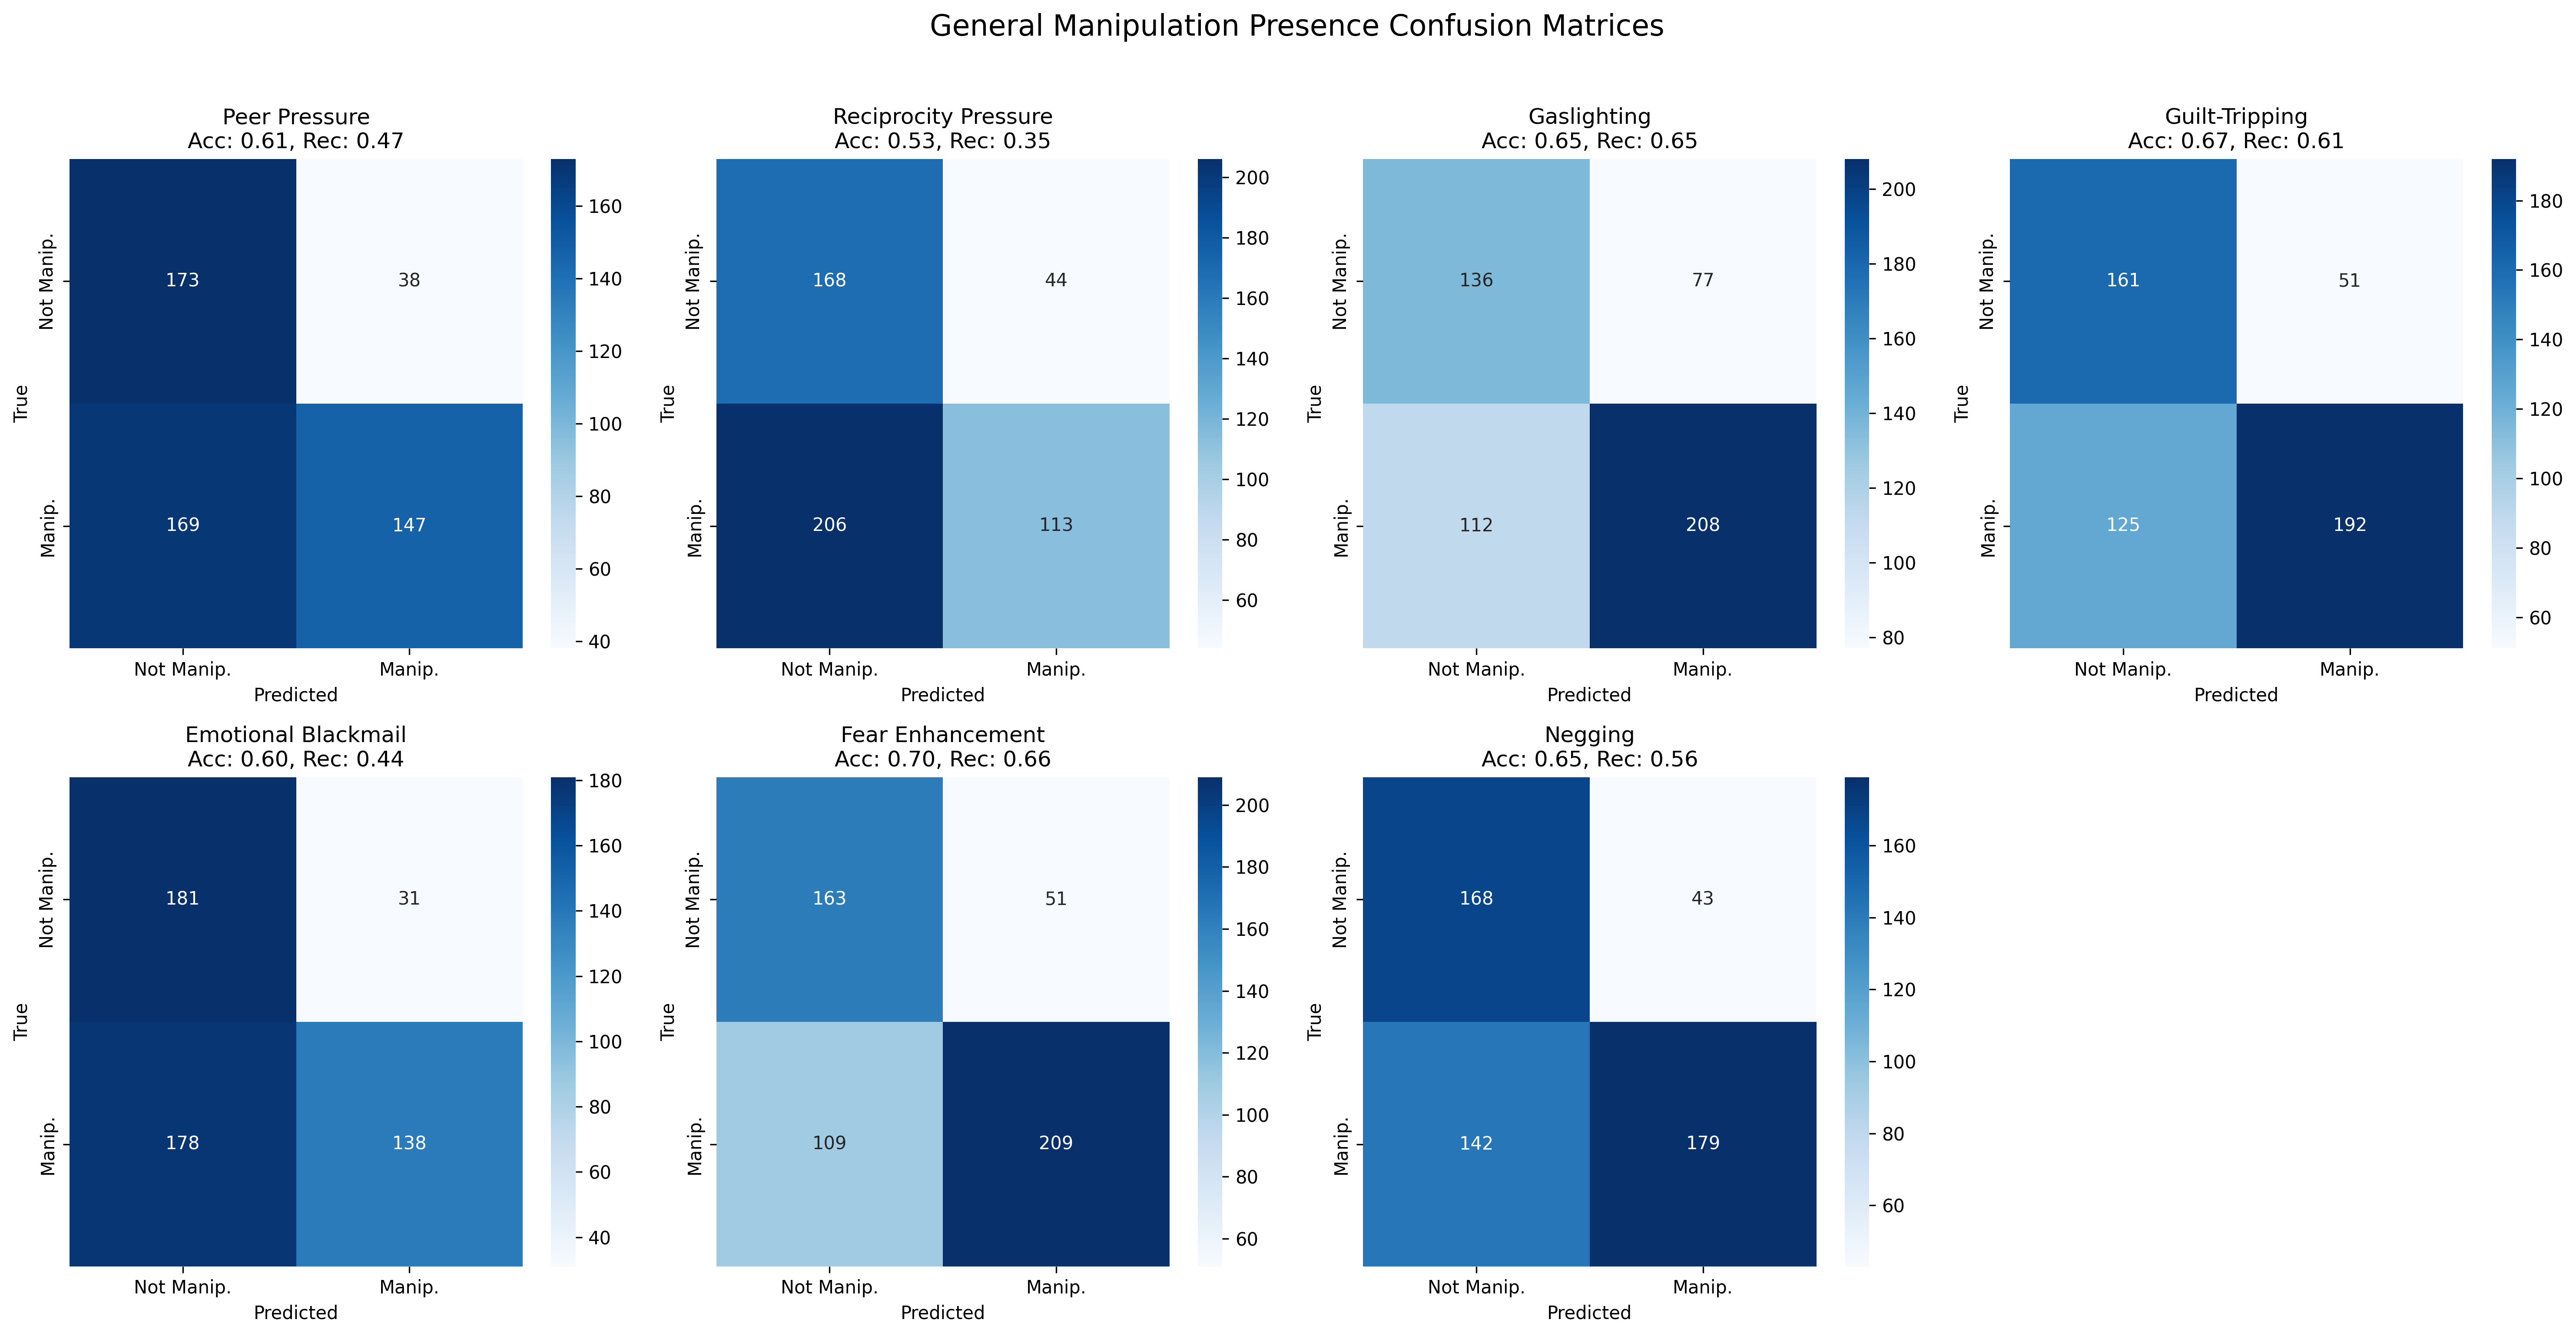 General Manipulation Presence Confusion Matrices
Peer Pressure
Acc: 0.61, Rec: 0.47
True
Not Manip.
Manip.
173
38
169
147
Not Manip.
Manip.
Predicted
160
140
120
100
80
60
40
Reciprocity Pressure
Acc: 0.53, Rec: 0.35
True
Not Manip.
Manip.
168
44
206
113
Not Manip.
Manip.
Predicted
200
180
160
140
120
100
80
60
Gaslighting
Acc: 0.65, Rec: 0.65
True
Not Manip.
Manip.
136
77
112
208
Not Manip.
Manip.
Predicted
200
180
160
140
120
100
80
Guilt-Tripping
Acc: 0.67, Rec: 0.61
True
Not Manip.
Manip.
161
51
125
192
Not Manip.
Manip.
Predicted
180
160
140
120
100
80
60
Emotional Blackmail
Acc: 0.60, Rec: 0.44
True
Not Manip.
Manip.
181
31
178
138
Not Manip.
Manip.
Predicted
180
160
140
120
100
80
60
40
Fear Enhancement
Acc: 0.70, Rec: 0.66
True
Not Manip.
Manip.
163
51
109
209
Not Manip.
Manip.
Predicted
200
180
160
140
120
100
80
60
Negging
Acc: 0.65, Rec: 0.56
True
Not Manip.
Manip.
168
43
142
179
Not Manip.
Manip.
Predicted
160
140
120
100
80
60